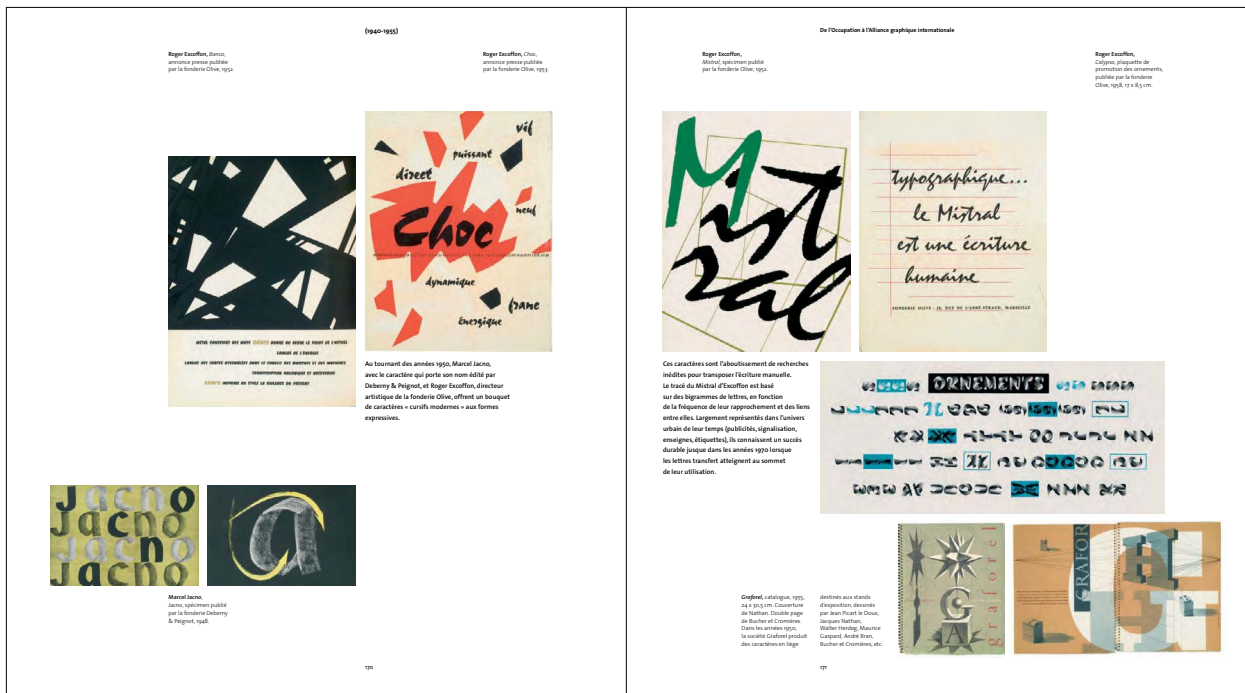 (1940-1955)
Roger Excoffon, Banco,
annonce presse publiée
par la fonderie Olive, 1952.
Roger Excoffon, Choc,
annonce presse publiée
par la fonderie Olive, 1953.
vif
puissant
direct
neuf
Choc
dynamique
franc
énergique
BANCO
Au tournant des années 1950, Marcel Jacno,
avec le caractère qui porte son nom édité par
Deberny & Peignot, et Roger Excoffon, directeur
artistique de la fonderie Olive, offrent un bouquet
de caractères « cursifs modernes » aux formes
expressives.
Jacno
Jacno
Jacno
Jacno
a
Marcel Jacno,
Jacno, spécimen publié
par la fonderie Deberny
& Peignot, 1948.
170
De l'Occupation à l'Alliance graphique internationale
Roger Excoffon,
Mistral, spécimen publié
par la fonderie Olive, 1952.
Roger Excoffon,
Calypso, plaquette de
promotion des ornements,
publiée par la fonderie
Olive, 1958, 17 x 8,5 cm.
Mist
ral
typographique...
le Mistral
est une écriture
humaine
FONDERIE OLIVE - 28, RUE DE L'ABBÉ-FÉRAUD, MARSEILLE
Ces caractères sont l'aboutissement de recherches
inédites pour transposer l'écriture manuelle.
Le tracé du Mistral d'Excoffon est basé
sur des bigrammes de lettres, en fonction
de la fréquence de leur rapprochement et des liens
entre elles. Largement représentés dans l'univers
urbain de leur temps (publicités, signalisation,
enseignes, étiquettes), ils connaissent un succès
durable jusque dans les années 1970 lorsque
les lettres transfert atteignent au sommet
de leur utilisation.
ORNEMENTS
G
A
graforel
GRAFOR
Graforel, catalogue, 1955,
24 x 30,5 cm. Couverture
de Nathan. Double page
de Bucher et Cromières.
Dans les années 1950,
la société Graforel produit
des caractères en liège
destinés aux stands
d'exposition, dessinés
par Jean Picart le Doux,
Jacques Nathan,
Walter Herdeg, Maurice
Gaspard, André Bran,
Bucher et Cromières, etc.
171